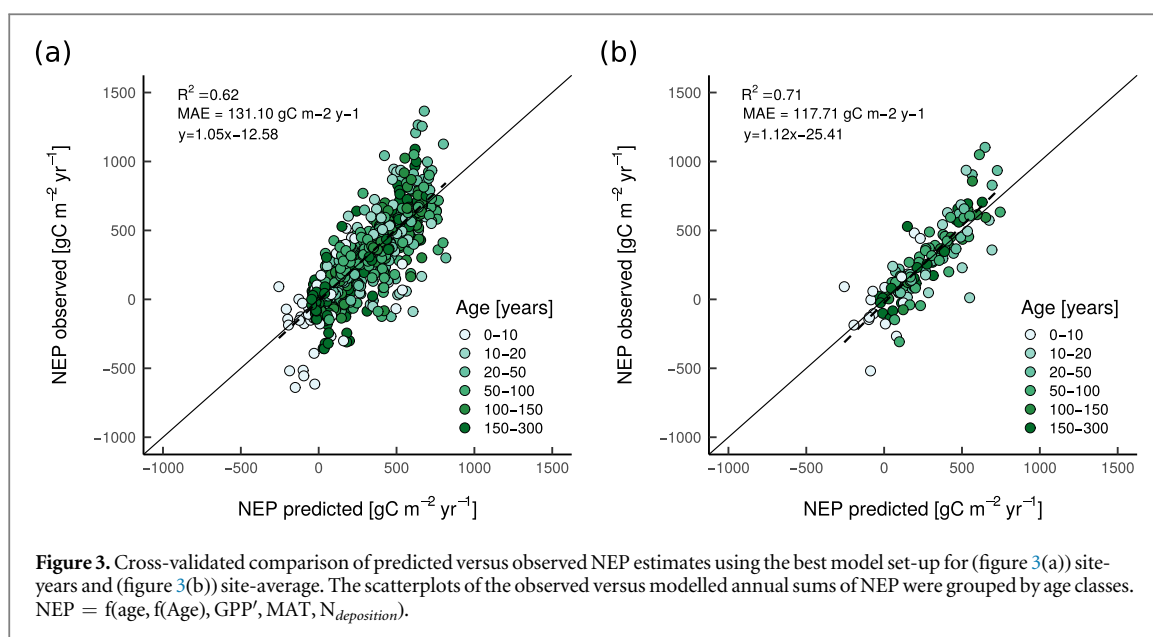 (a)
R² =0.62
MAE = 131.10 gC m-2 y-1
y=1.05x−12.58
NEP observed [gC m⁻² yr⁻¹]
1500
1000
500
0
−500
−1000
−1000 −500 0 500 1000 1500
NEP predicted [gC m⁻² yr⁻¹]
Age [years]
0−10
10−20
20−50
50−100
100−150
150−300
(b)
R² =0.71
MAE = 117.71 gC m-2 y-1
y=1.12x−25.41
NEP observed [gC m⁻² yr⁻¹]
1500
1000
500
0
−500
−1000
−1000 −500 0 500 1000 1500
NEP predicted [gC m⁻² yr⁻¹]
Age [years]
0−10
10−20
20−50
50−100
100−150
150−300
Figure 3. Cross-validated comparison of predicted versus observed NEP estimates using the best model set-up for (figure 3(a)) site-
years and (figure 3(b)) site-average. The scatterplots of the observed versus modelled annual sums of NEP were grouped by age classes.
NEP = f(age, f(Age), GPP′, MAT, N_deposition).